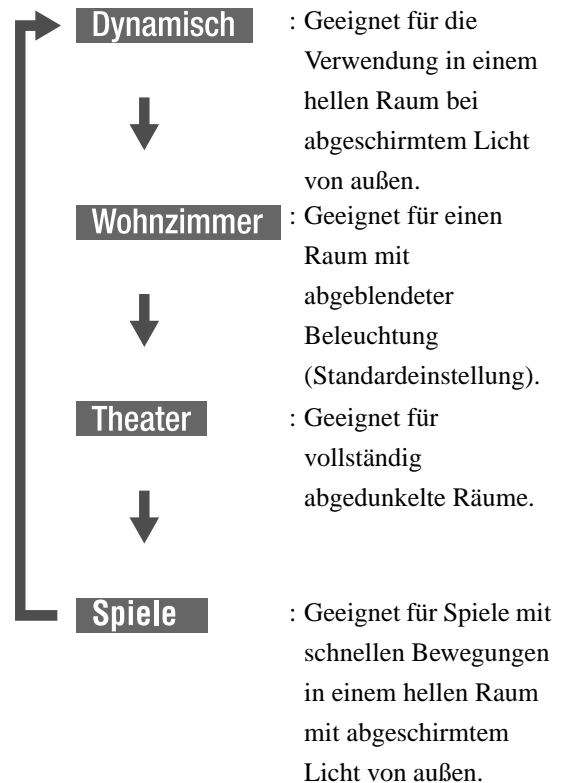 Dynamisch : Geeignet für die
Verwendung in einem
hellen Raum bei
abgeschirmtem Licht
von außen.
Wohnzimmer : Geeignet für einen
Raum mit
abgeblendeter
Beleuchtung
(Standardeinstellung).
Theater : Geeignet für
vollständig
abgedunkelte Räume.
Spiele : Geeignet für Spiele mit
schnellen Bewegungen
in einem hellen Raum
mit abgeschirmtem
Licht von außen.